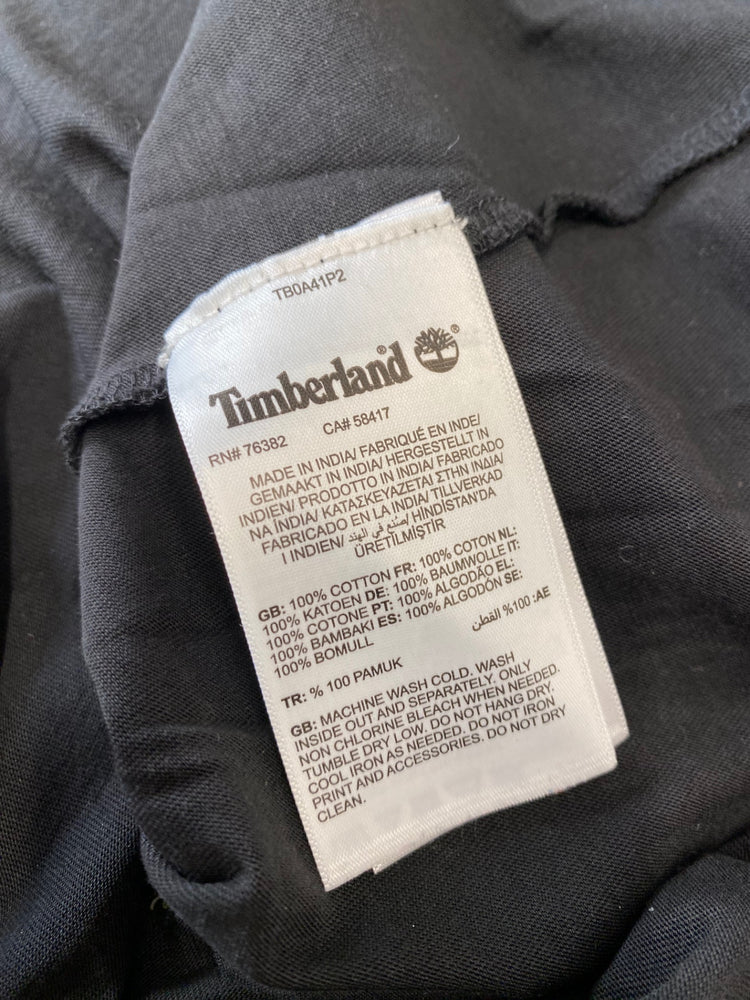 TB0A41P2
Timberland®®
RN# 76382 CA# 58417
MADE IN INDIA/ FABRIQUÉ EN INDE/
GEMAAKT IN INDIA/ HERGESTELLT IN
INDIEN/ PRODOTTO IN INDIA/ FABRICADO
NA ÍNDIA/ ΚΑΤΑΣΚΕΥΑΖΕΤΑΙ ΣΤΗΝ ΙΝΔΙΑ/
FABRICADO EN LA INDIA/ TILLVERKAD
I INDIEN/ صنع في الهند/ HİNDİSTAN'DA
ÜRETİLMİŞTİR
GB: 100% COTTON FR: 100% COTON NL:
100% KATOEN DE: 100% BAUMWOLLE IT:
100% COTONE PT: 100% ALGODÃO EL:
100% BAMBAKI ES: 100% ALGODÓN SE:
100% BOMULL
AE: 100% القطن
TR: % 100 PAMUK
GB: MACHINE WASH COLD. WASH
INSIDE OUT AND SEPARATELY. ONLY
NON CHLORINE BLEACH WHEN NEEDED.
TUMBLE DRY LOW. DO NOT HANG DRY.
COOL IRON AS NEEDED. DO NOT IRON
PRINT AND ACCESSORIES. DO NOT DRY
CLEAN.